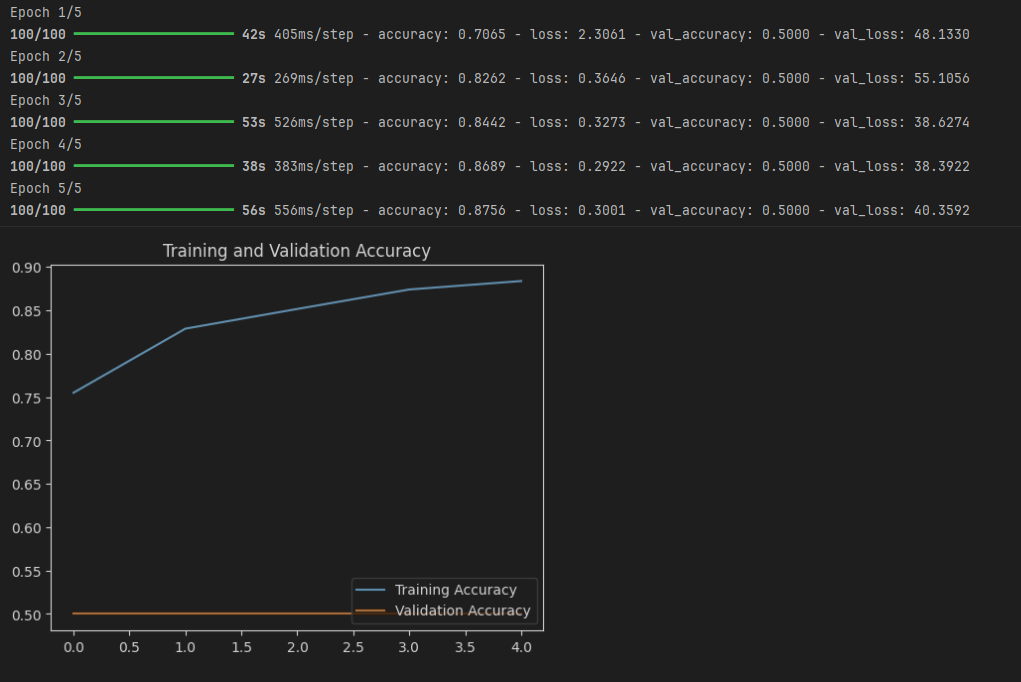 Epoch 1/5
100/100 42s 405ms/step - accuracy: 0.7065 - loss: 2.3061 - val_accuracy: 0.5000 - val_loss: 48.1330
Epoch 2/5
100/100 27s 269ms/step - accuracy: 0.8262 - loss: 0.3646 - val_accuracy: 0.5000 - val_loss: 55.1056
Epoch 3/5
100/100 53s 526ms/step - accuracy: 0.8442 - loss: 0.3273 - val_accuracy: 0.5000 - val_loss: 38.6274
Epoch 4/5
100/100 38s 383ms/step - accuracy: 0.8689 - loss: 0.2922 - val_accuracy: 0.5000 - val_loss: 38.3922
Epoch 5/5
100/100 56s 556ms/step - accuracy: 0.8756 - loss: 0.3001 - val_accuracy: 0.5000 - val_loss: 40.3592
Training and Validation Accuracy
0.90
0.85
0.80
0.75
0.70
0.65
0.60
0.55
0.50
Training Accuracy
Validation Accuracy
0.0 0.5 1.0 1.5 2.0 2.5 3.0 3.5 4.0